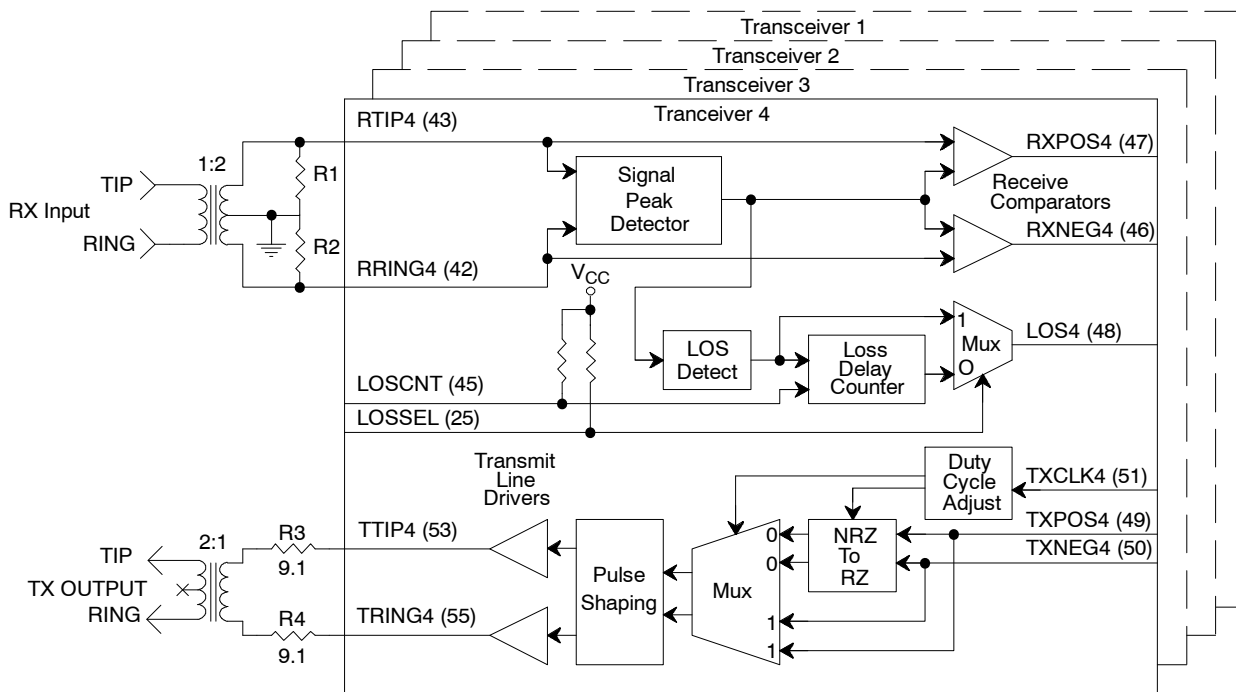 Transceiver 1
Transceiver 2
Transceiver 3
Tranceiver 4
RTIP4 (43)
RXPOS4 (47)
1:2
R1
TIP
RX Input
RING
R2
Signal
Peak
Detector
Receive
Comparators
RXNEG4 (46)
RRING4 (42)
VCC
LOS
Detect
Loss
Delay
Counter
1
Mux
O
LOS4 (48)
LOSCNT (45)
LOSSEL (25)
Transmit
Line
Drivers
Duty
Cycle
Adjust
TXCLK4 (51)
TXPOS4 (49)
TXNEG4 (50)
TIP
TX OUTPUT
RING
2:1
R3
9.1
TTIP4 (53)
R4
9.1
TRING4 (55)
Pulse
Shaping
Mux
0
0
1
1
NRZ
To
RZ